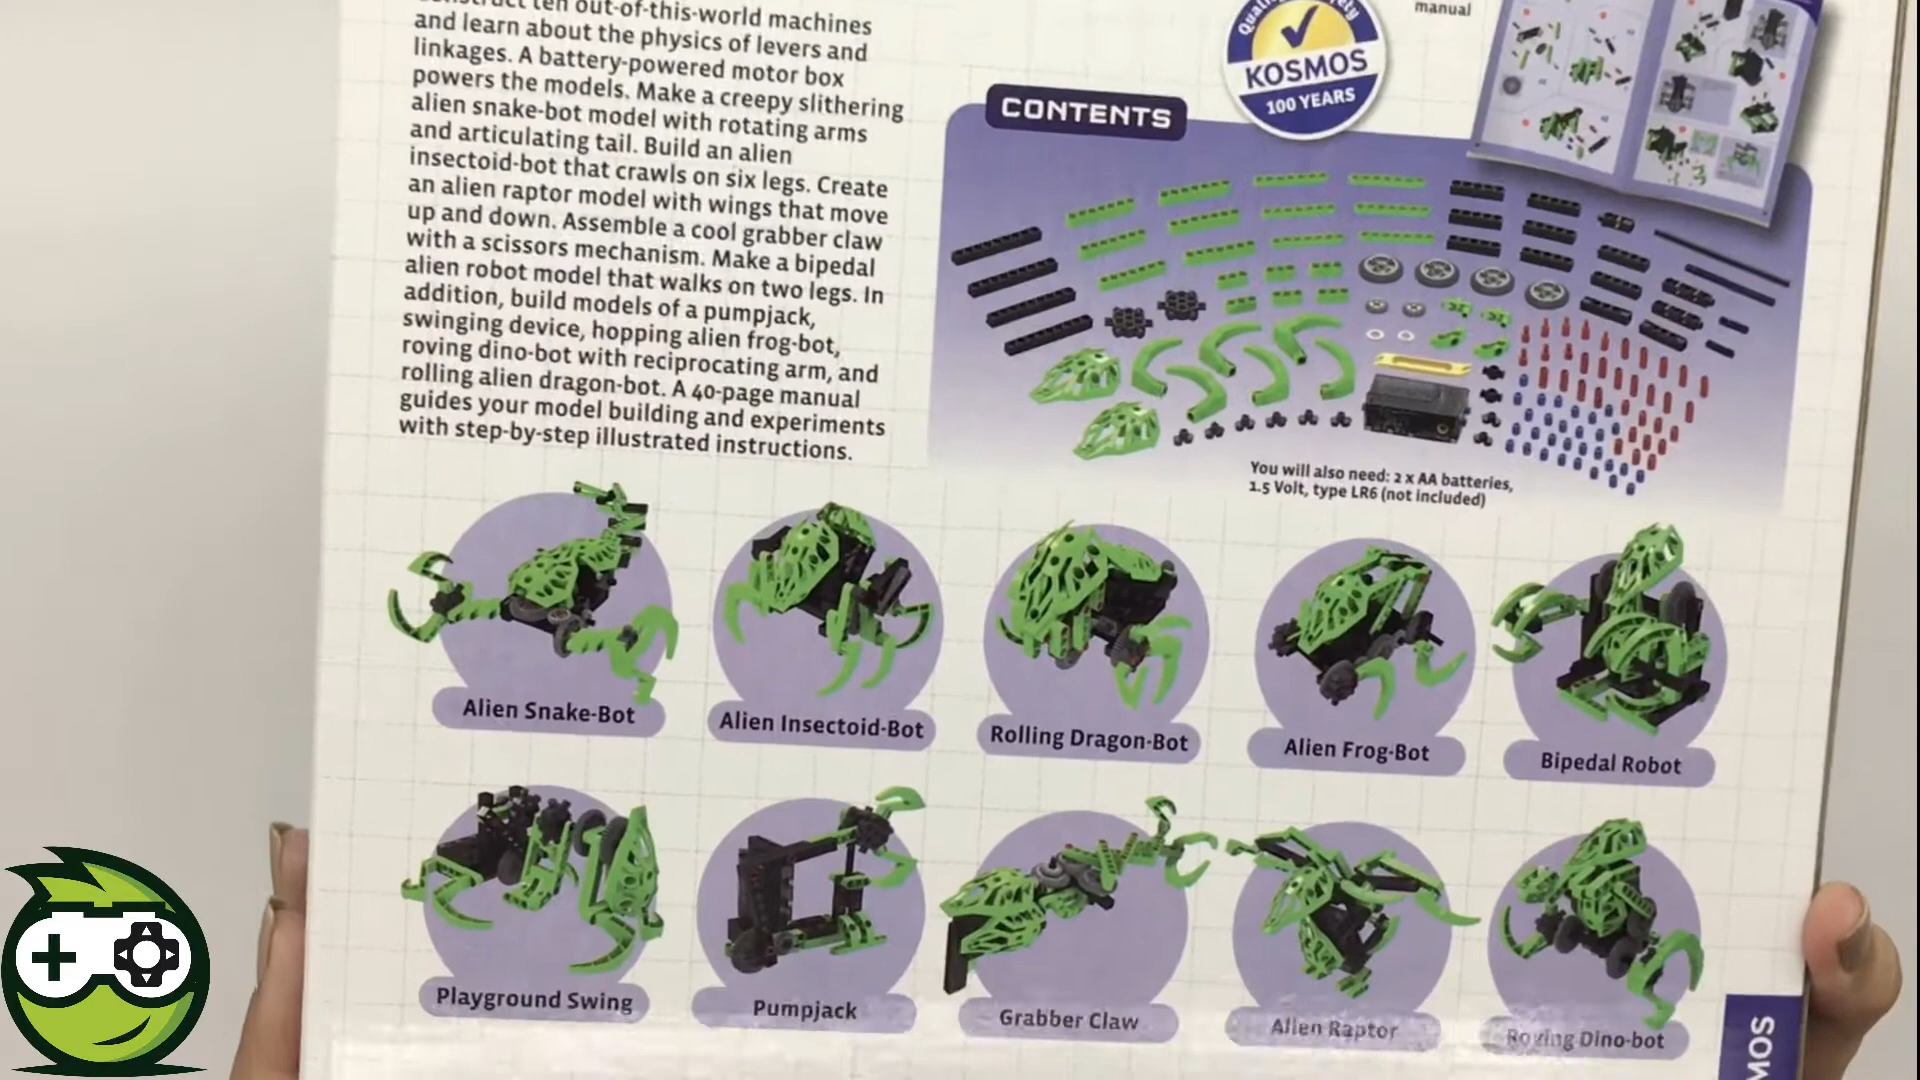 ten out-of-this-world machines
and learn about the physics of levers and
linkages. A battery-powered motor box
powers the models. Make a creepy slithering
alien snake-bot model with rotating arms
and articulating tail. Build an alien
insectoid-bot that crawls on six legs. Create
an alien raptor model with wings that move
up and down. Assemble a cool grabber claw
with a scissors mechanism. Make a bipedal
alien robot model that walks on two legs. In
addition, build models of a pumpjack,
swinging device, hopping alien frog-bot,
roving dino-bot with reciprocating arm, and
rolling alien dragon-bot. A 40-page manual
guides your model building and experiments
with step-by-step illustrated instructions.
KOSMOS
100 YEARS
manual
CONTENTS
You will also need: 2 x AA batteries,
1.5 Volt, type LR6 (not included)
Alien Snake-Bot
Alien Insectoid-Bot
Rolling Dragon-Bot
Alien Frog-Bot
Bipedal Robot
Playground Swing
Pumpjack
Grabber Claw
Alien Raptor
Roving Dino-bot
MOS